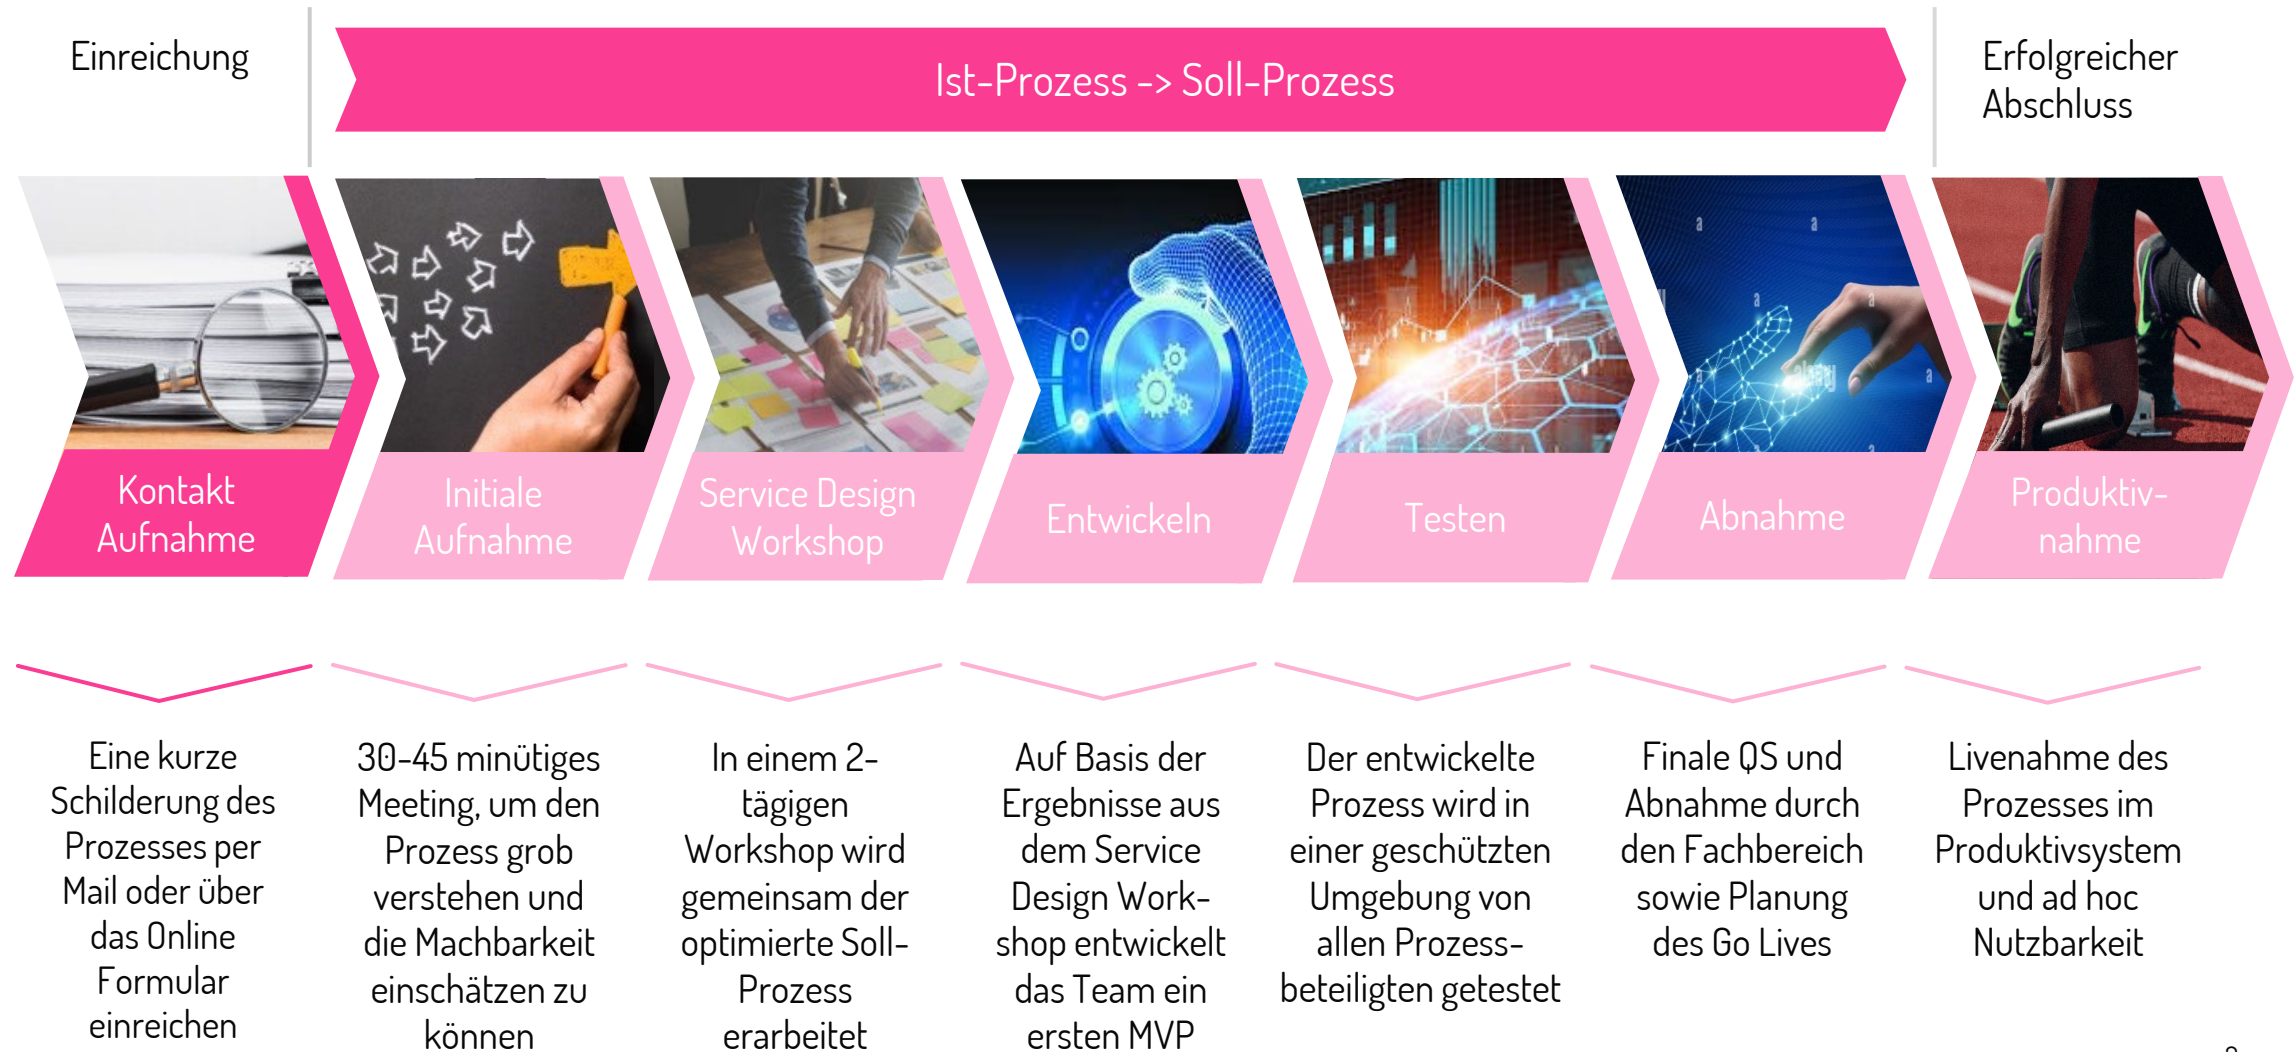 Einreichung
Ist-Prozess -> Soll-Prozess
Erfolgreicher
Abschluss
Kontakt
Aufnahme
Initiale
Aufnahme
Service Design
Workshop
Entwickeln
Testen
Abnahme
Produktiv-
nahme
Eine kurze
Schilderung des
Prozesses per
Mail oder über
das Online
Formular
einreichen
30-45 minütiges
Meeting, um den
Prozess grob
verstehen und
die Machbarkeit
einschätzen zu
können
In einem 2-
tägigen
Workshop wird
gemeinsam der
optimierte Soll-
Prozess
erarbeitet
Auf Basis der
Ergebnisse aus
dem Service
Design Work-
shop entwickelt
das Team ein
ersten MVP
Der entwickelte
Prozess wird in
einer geschützten
Umgebung von
allen Prozess-
beteiligten getestet
Finale QS und
Abnahme durch
den Fachbereich
sowie Planung
des Go Lives
Livenahme des
Prozesses im
Produktivsystem
und ad hoc
Nutzbarkeit